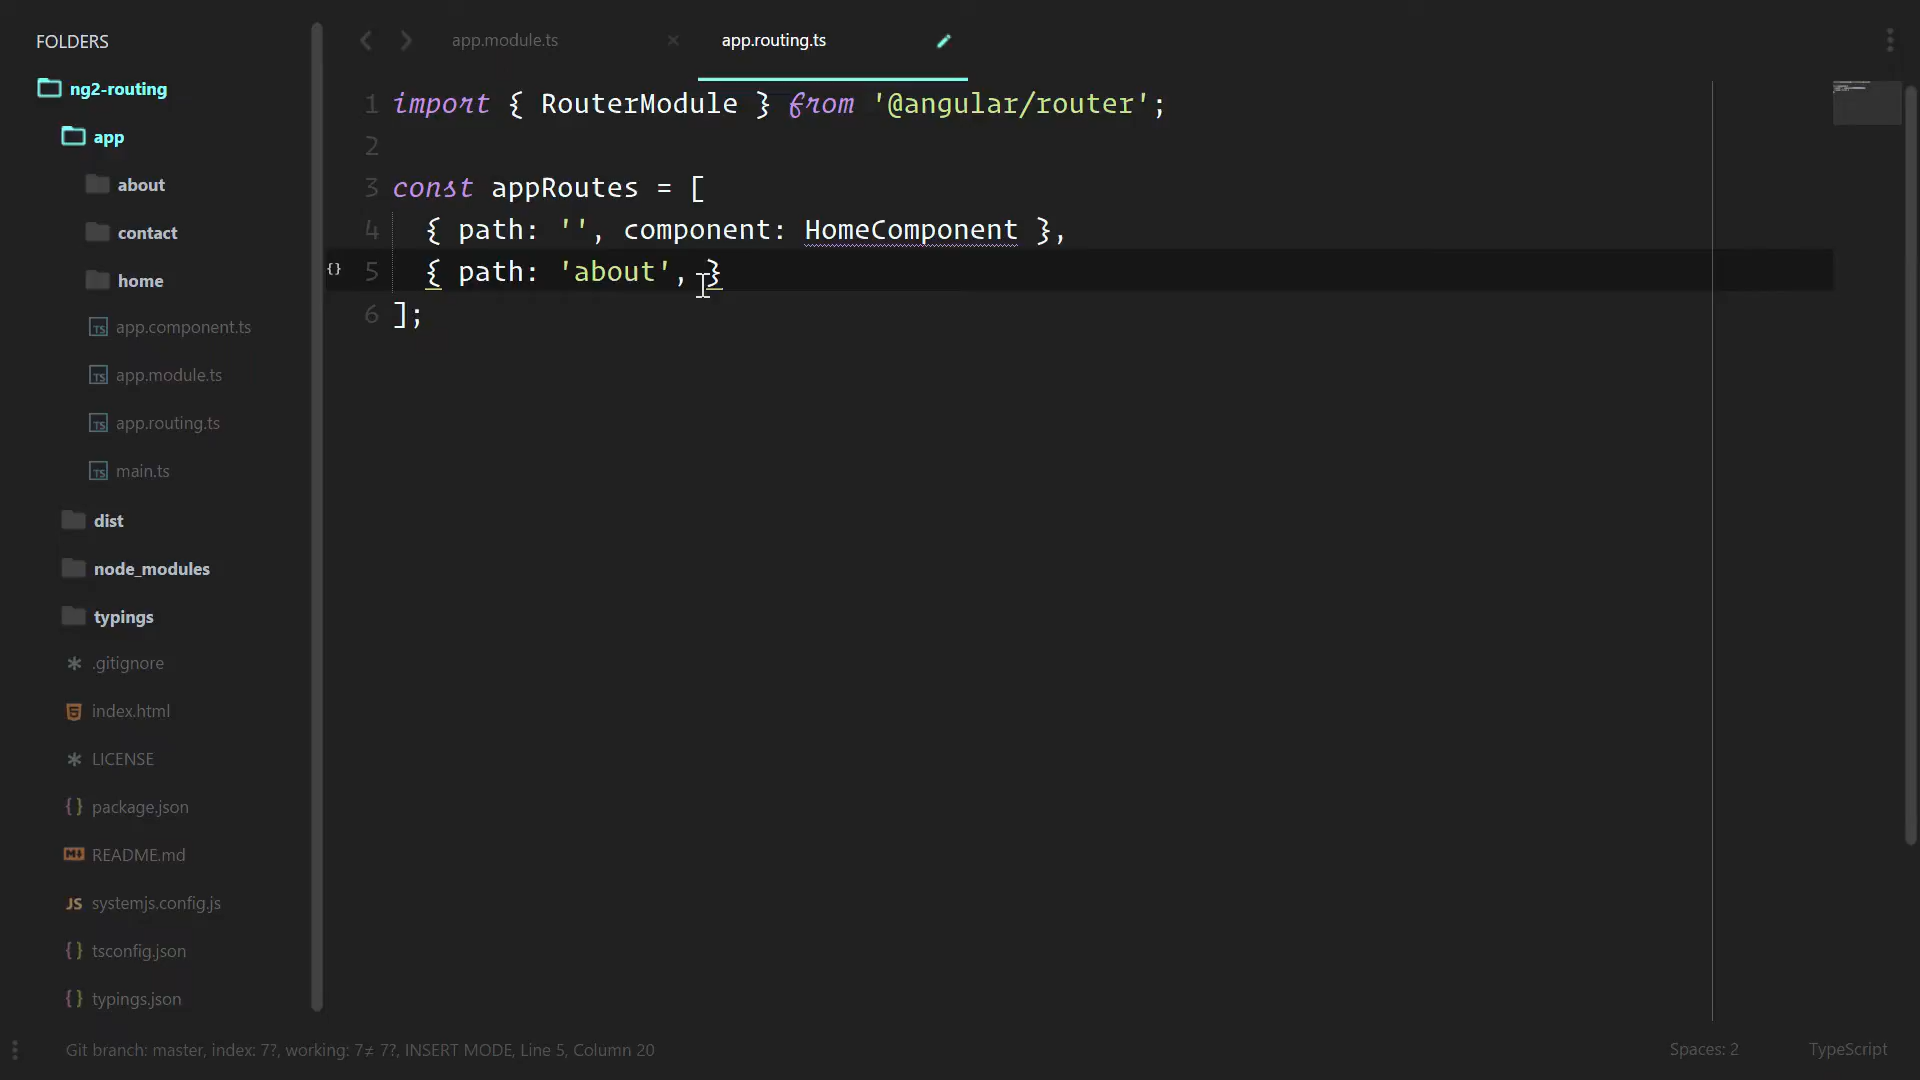 FOLDERS
ng2-routing
app
about
contact
home
app.component.ts
app.module.ts
app.routing.ts
main.ts
dist
node_modules
typings
.gitignore
index.html
LICENSE
package.json
README.md
JS systemjs.config.js
tsconfig.json
typings.json
app.module.ts
app.routing.ts
1 import { RouterModule } from '@angular/router';
2
3 const appRoutes = [
4 { path: '', component: HomeComponent },
{} 5 { path: 'about', }
6 ];
Git branch: master, index: 7?, working: 7≠ 7?, INSERT MODE, Line 5, Column 20
Spaces: 2
TypeScript